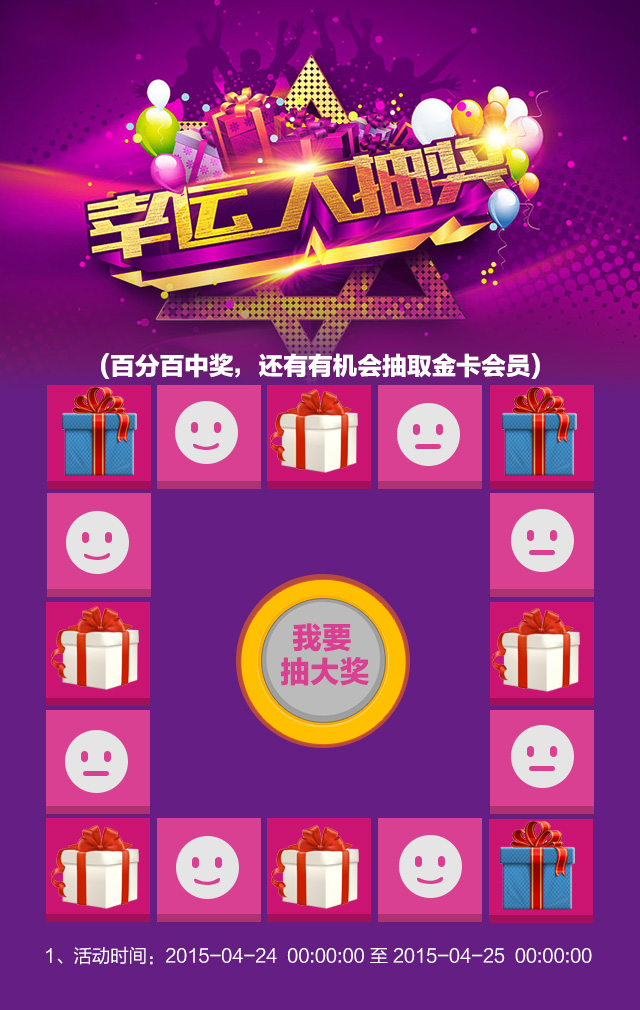 幸运大抽奖
(百分百中奖，还有有机会抽取金卡会员)
我要
抽大奖
1、活动时间：2015-04-24 00:00:00 至 2015-04-25 00:00:00